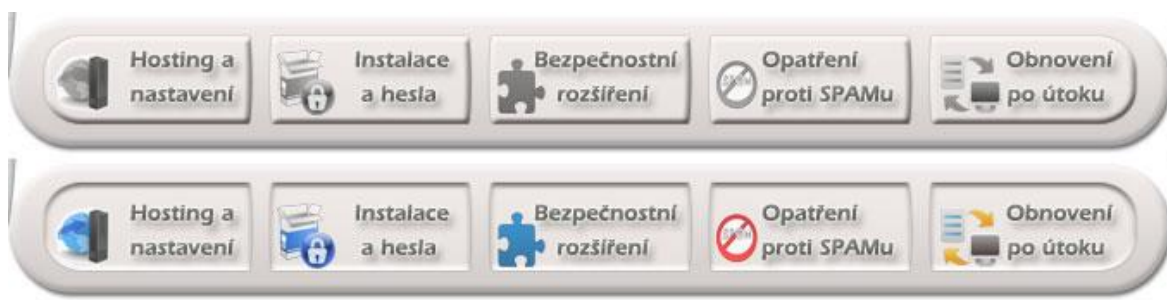 Hosting a
nastavení
Instalace
a hesla
Bezpečnostní
rozšíření
Opatření
proti SPAMu
Obnovení
po útoku
Hosting a
nastavení
Instalace
a hesla
Bezpečnostní
rozšíření
Opatření
proti SPAMu
Obnovení
po útoku